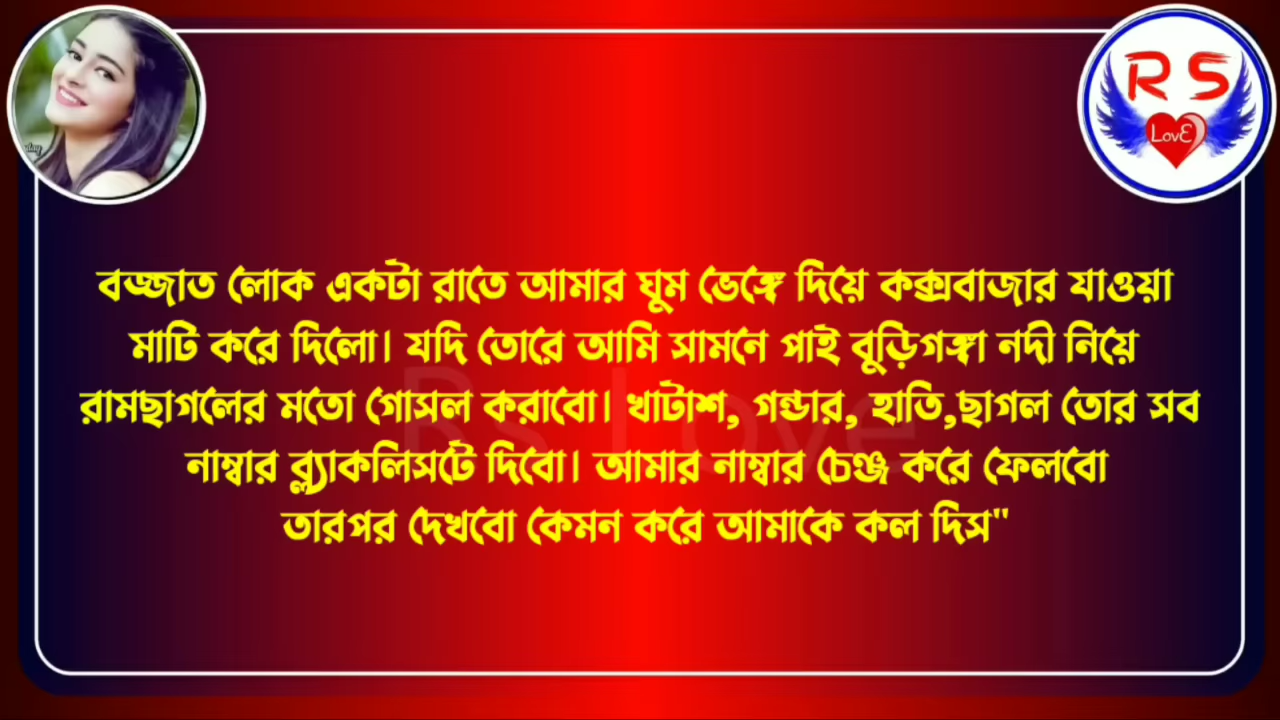 R S
LovE
বজ্জাত লোক একটা রাতে আমার ঘুম ভেঙ্গে দিয়ে কক্সবাজার যাওয়া
মাটি করে দিলো। যদি তোরে আমি সামনে পাই বুড়িগঙ্গা নদী নিয়ে
রামছাগলের মতো গোসল করাবো। খাটাশ, গন্ডার, হাতি,ছাগল তোর সব
নাম্বার ব্ল্যাকলিসটে দিবো। আমার নাম্বার চেঞ্জ করে ফেলবো
তারপর দেখবো কেমন করে আমাকে কল দিস"
Rs Love